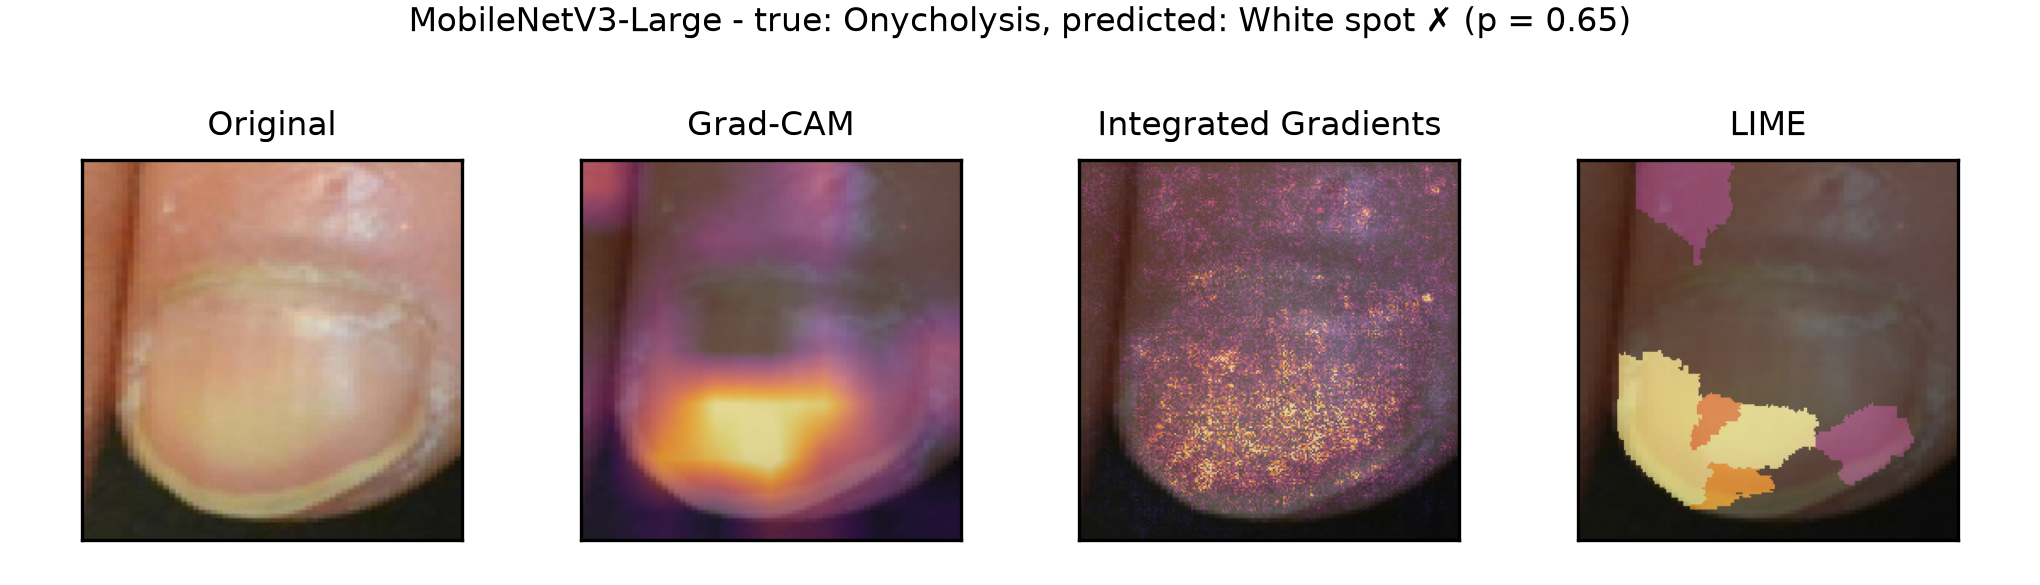 MobileNetV3-Large - true: Onycholysis, predicted: White spot ✗ (p = 0.65)
Original
Grad-CAM
Integrated Gradients
LIME